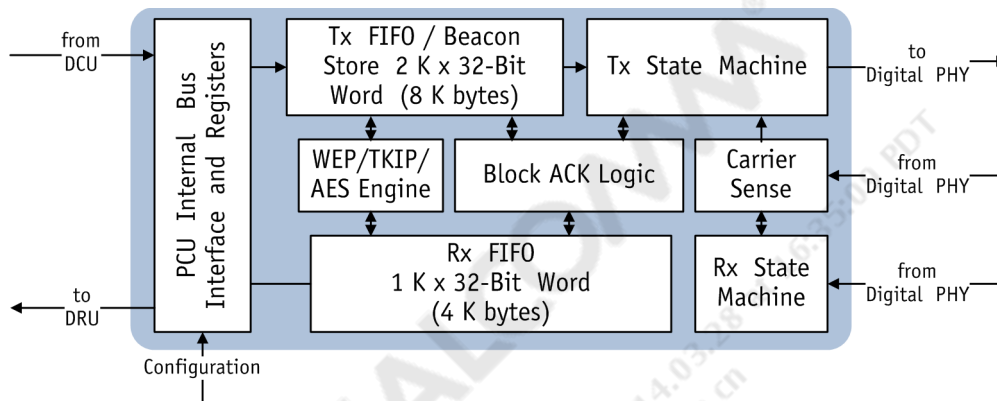 from
DCU
PCU Internal Bus
Interface and Registers
Tx FIFO / Beacon
Store 2 K x 32-Bit
Word (8 K bytes)
Tx State Machine
to
Digital PHY
WEP/TKIP/
AES Engine
Block ACK Logic
Carrier
Sense
from
Digital PHY
Rx FIFO
1 K x 32-Bit Word
(4 K bytes)
Rx State
Machine
from
Digital PHY
to
DRU
Configuration